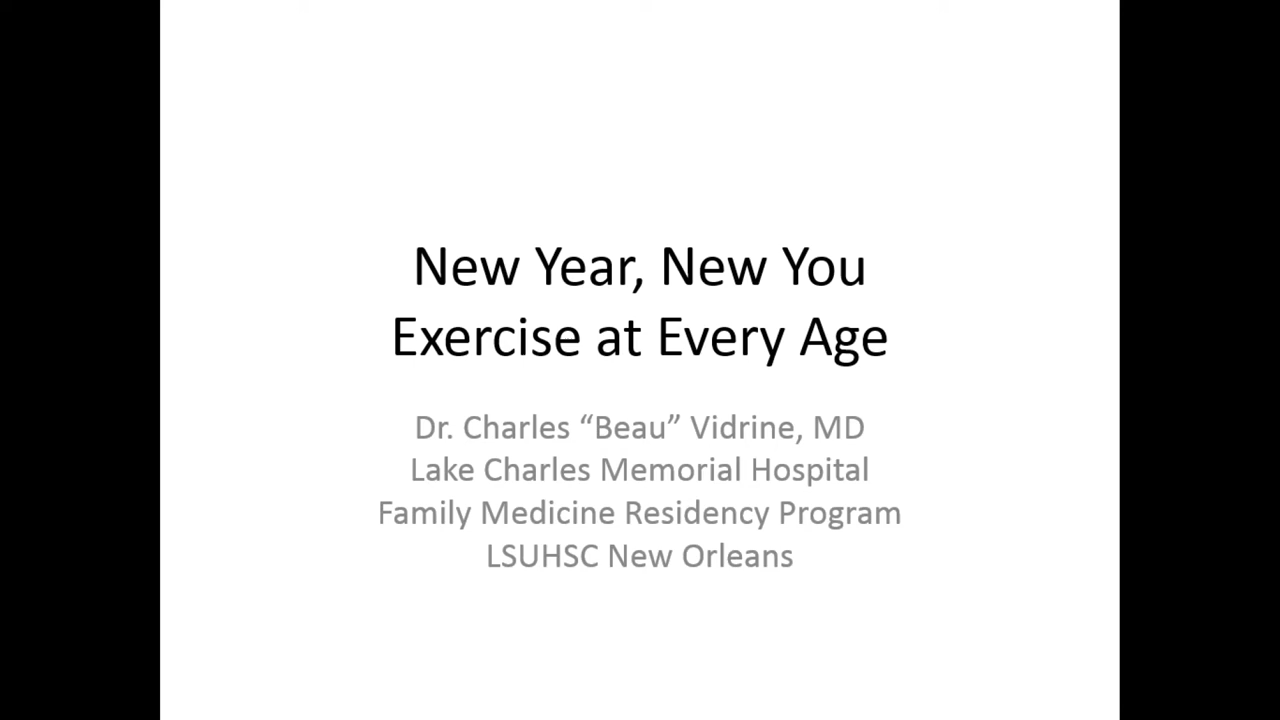 New Year, New You
Exercise at Every Age
Dr. Charles “Beau” Vidrine, MD
Lake Charles Memorial Hospital
Family Medicine Residency Program
LSUHSC New Orleans